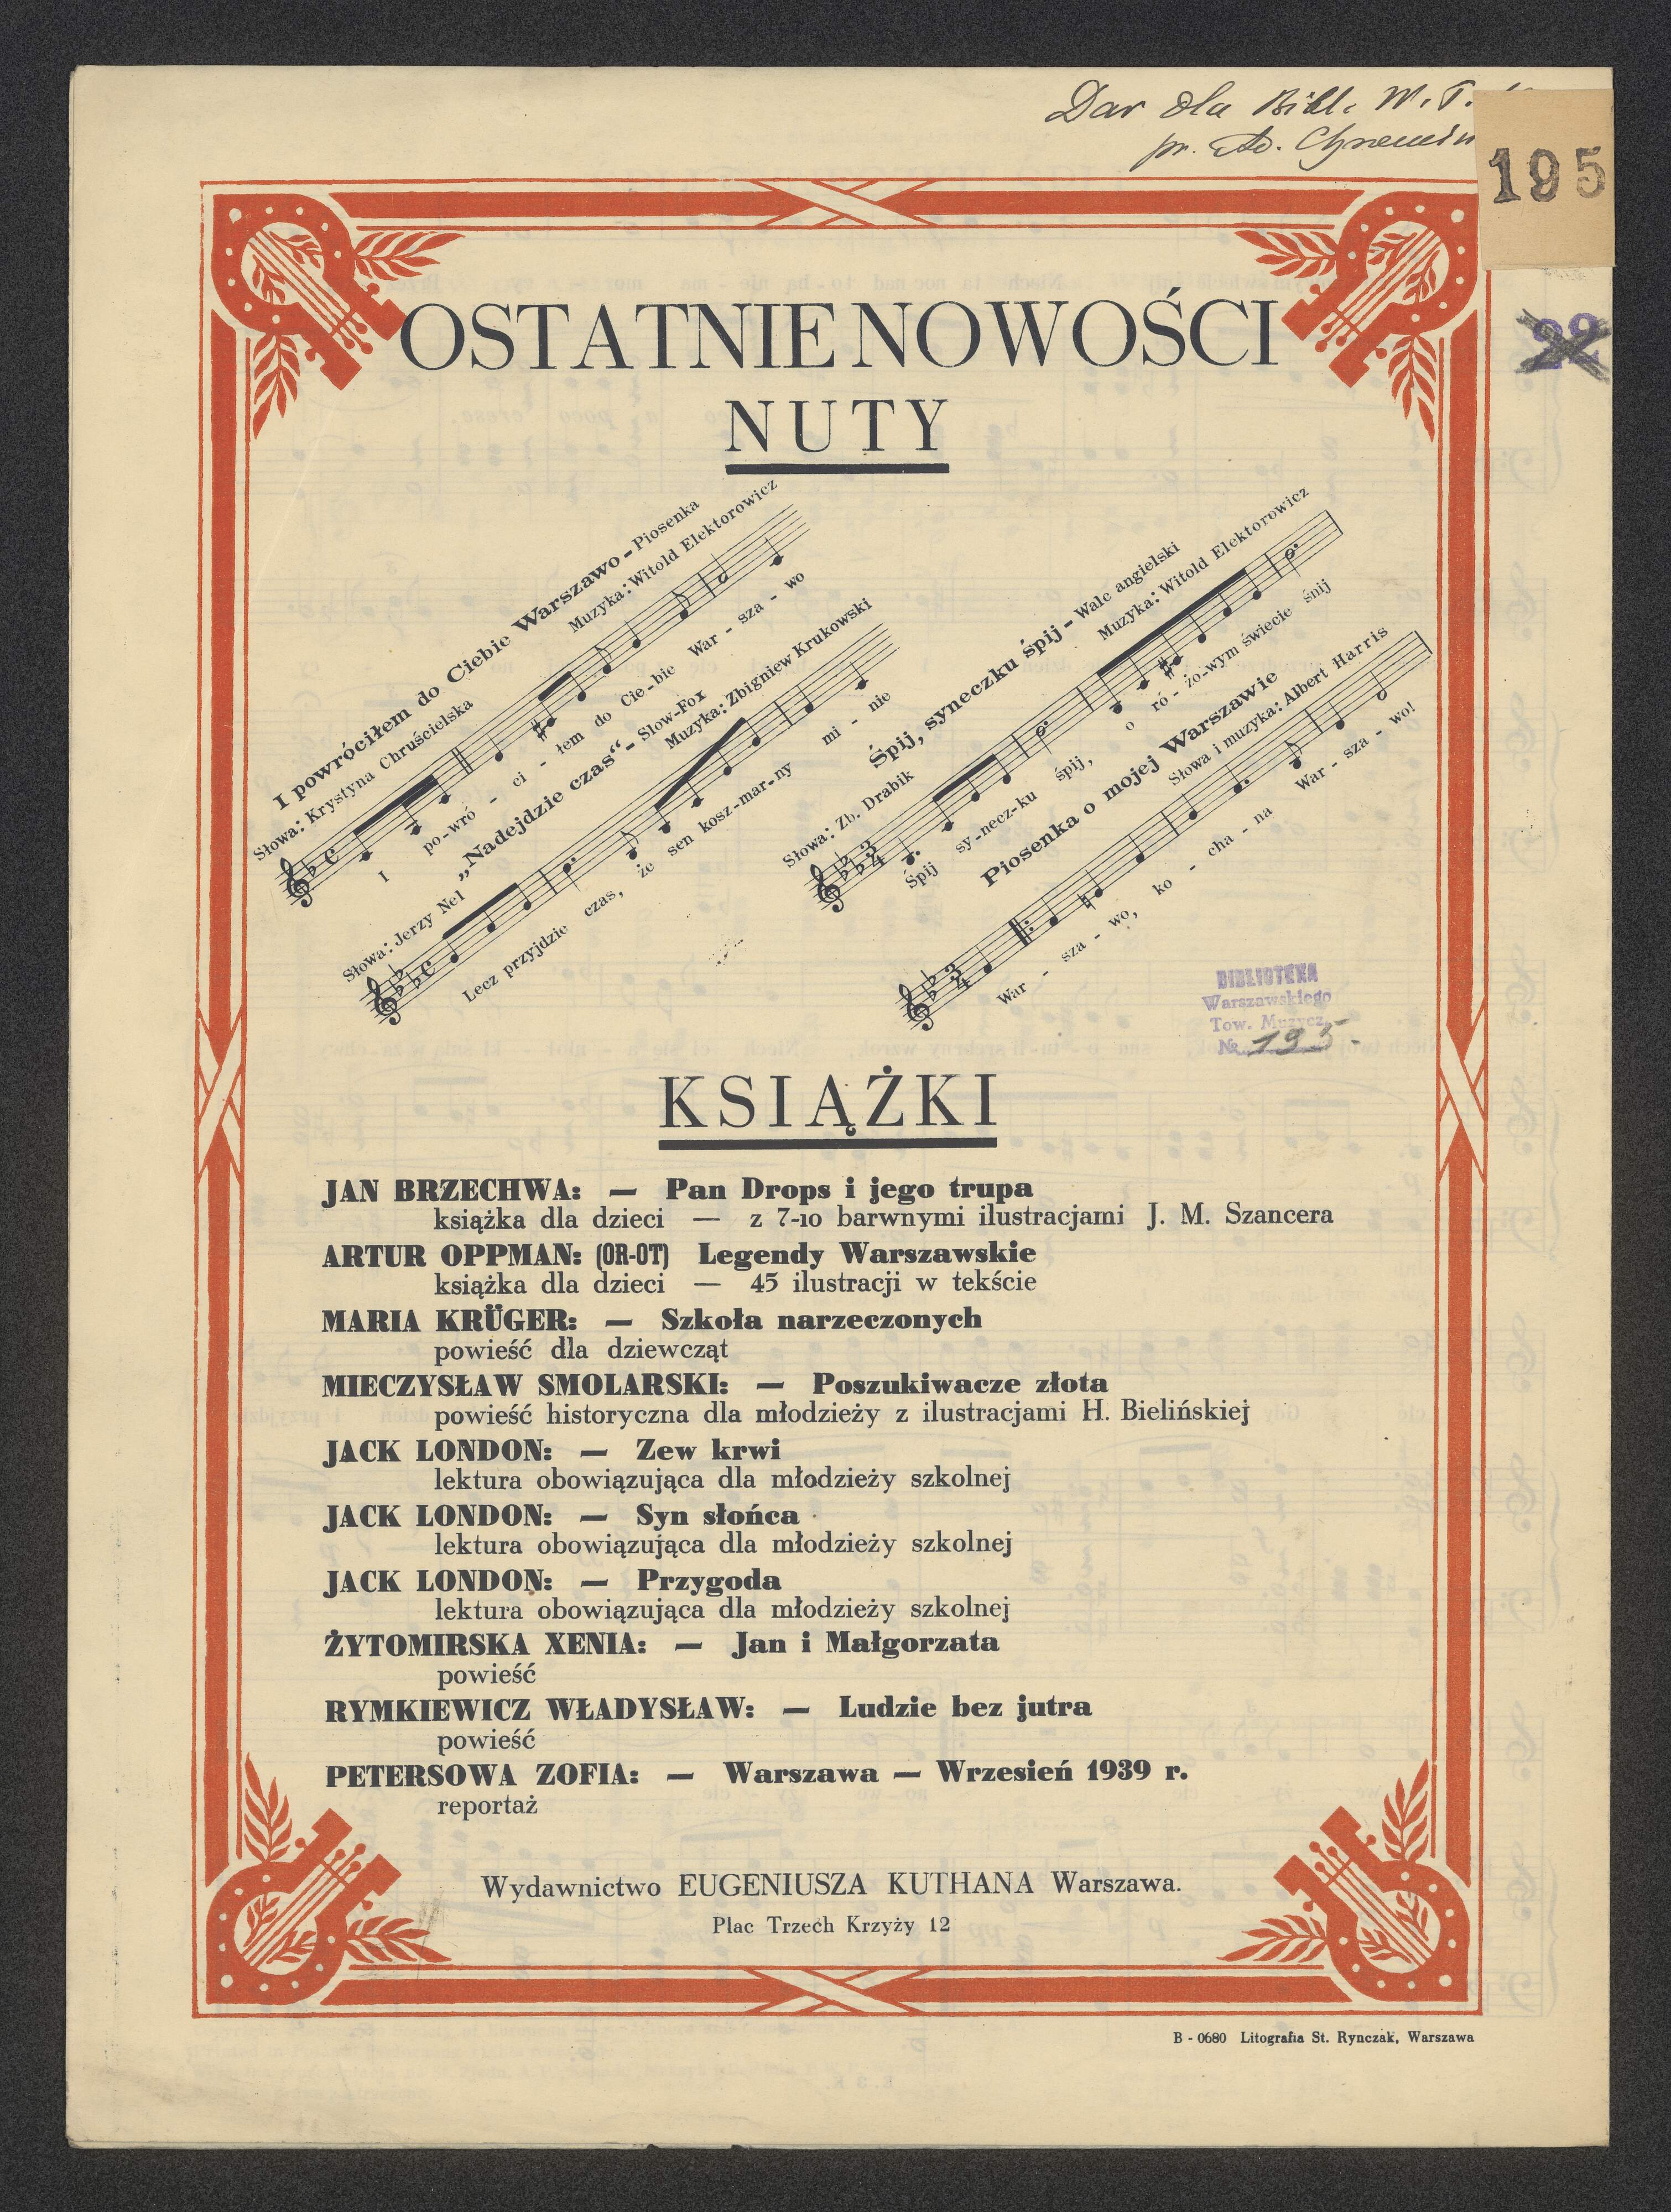 Dar dla Bibl. W. T.
pr. Ad.
195
22
OSTATNIE NOWOŚCI
NUTY
I powróciłem do Ciebie Warszawo - Piosenka
Słowa: Krystyna Chruścielska Muzyka: Witold Elektorowicz
I po-wró - ci - łem do Cie-bie War - sza - wo
„Nadejdzie czas“ - Slow-Fox
Słowa: Jerzy Nel Muzyka: Zbigniew Krukowski
Lecz przyjdzie czas, że sen kosz-mar-ny mi - nie
Śpij, syneczku śpij - Walc angielski
Słowa: Zb. Drabik Muzyka: Witold Elektorowicz
Śpij sy-necz-ku śpij, o ró - żo-wym świecie śnij
Piosenka o mojej Warszawie
Słowa i muzyka: Albert Harris
War - sza - wo, ko - cha - na War - sza - wo!
BIBLIOTEKA
Warszawskiego
Tow. Muzycz.
№ 195-
KSIĄŻKI
JAN BRZECHWA: — Pan Drops i jego trupa
książka dla dzieci — z 7-io barwnymi ilustracjami J. M. Szancera
ARTUR OPPMAN: (OR-OT) Legendy Warszawskie
książka dla dzieci — 45 ilustracji w tekście
MARIA KRÜGER: — Szkoła narzeczonych
powieść dla dziewcząt
MIECZYSŁAW SMOLARSKI: — Poszukiwacze złota
powieść historyczna dla młodzieży z ilustracjami H. Bielińskiej
JACK LONDON: — Zew krwi
lektura obowiązująca dla młodzieży szkolnej
JACK LONDON: — Syn słońca
lektura obowiązująca dla młodzieży szkolnej
JACK LONDON: — Przygoda
lektura obowiązująca dla młodzieży szkolnej
ŻYTOMIRSKA XENIA: — Jan i Małgorzata
powieść
RYMKIEWICZ WŁADYSŁAW: — Ludzie bez jutra
powieść
PETERSOWA ZOFIA: — Warszawa — Wrzesień 1939 r.
reportaż
Wydawnictwo EUGENIUSZA KUTHANA Warszawa.
Plac Trzech Krzyży 12
B - 0680 Litografia St. Rynczak, Warszawa